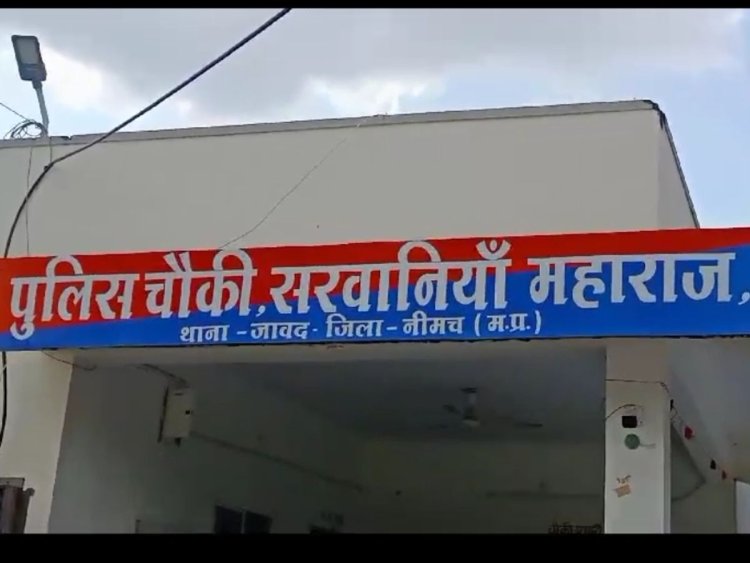 पुलिस चौकी, सरवानियाँ महाराज,
थाना - जावद - जिला - नीमच (म.प्र.)